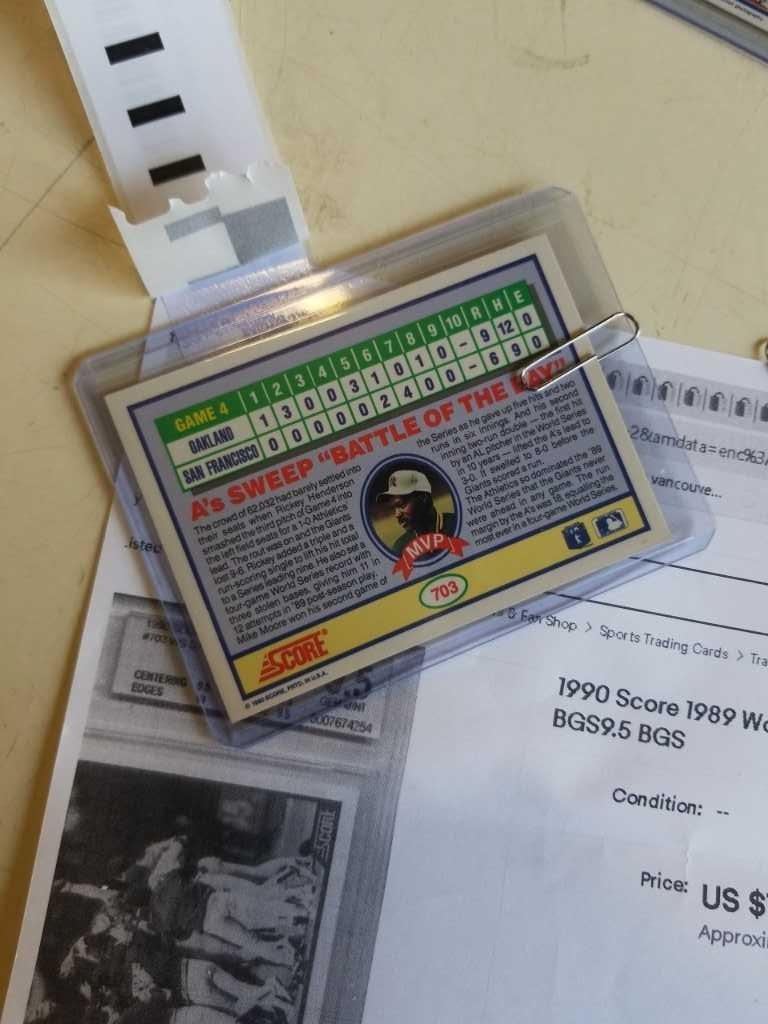 GAME 4 1 2 3 4 5 6 7 8 9 10 R H E
OAKLAND 1 3 0 0 3 1 0 1 0 - 9 12 0
SAN FRANCISCO 0 0 0 0 0 2 4 0 0 - 6 9 0
A's SWEEP "BATTLE OF THE BAY"
The crowd of 62,032 had barely settled into
their seats when Rickey Henderson
smashed the third pitch of Game 4 into
the left field seats for a 1-0 Athletics'
lead. The rout was on and the Giants
lost 9-6. Rickey added a triple and a
run-scoring single to lift his hit total
to a Series leading nine. He also set a
four-game World Series record with
three stolen bases, giving him 11 in
12 attempts in '89 post-season play.
Mike Moore won his second game of
the Series as he gave up five hits and two
runs in six innings. And his second
inning two-run double — the first hit
by an AL pitcher in the World Series
in 10 years — lifted the A's lead to
3-0. It swelled to 8-0 before the
Giants scored a run.
The Athletics so dominated the '89
World Series that the Giants never
were ahead in any game. The run
margin by the A's was 18, equalling the
most ever in a four-game World Series.
MVP
703
SCORE
© 1990 SCORE, PRTD. IN U.S.A.
2&amdata=enc%3
vancouve...
& Fan Shop > Sports Trading Cards > Tra
1990 Score 1989 Wo
BGS9.5 BGS
Condition: --
Price: US $
Approxi
CENTERING 9.5
EDGES
GEM MINT
0007674254
SCORE